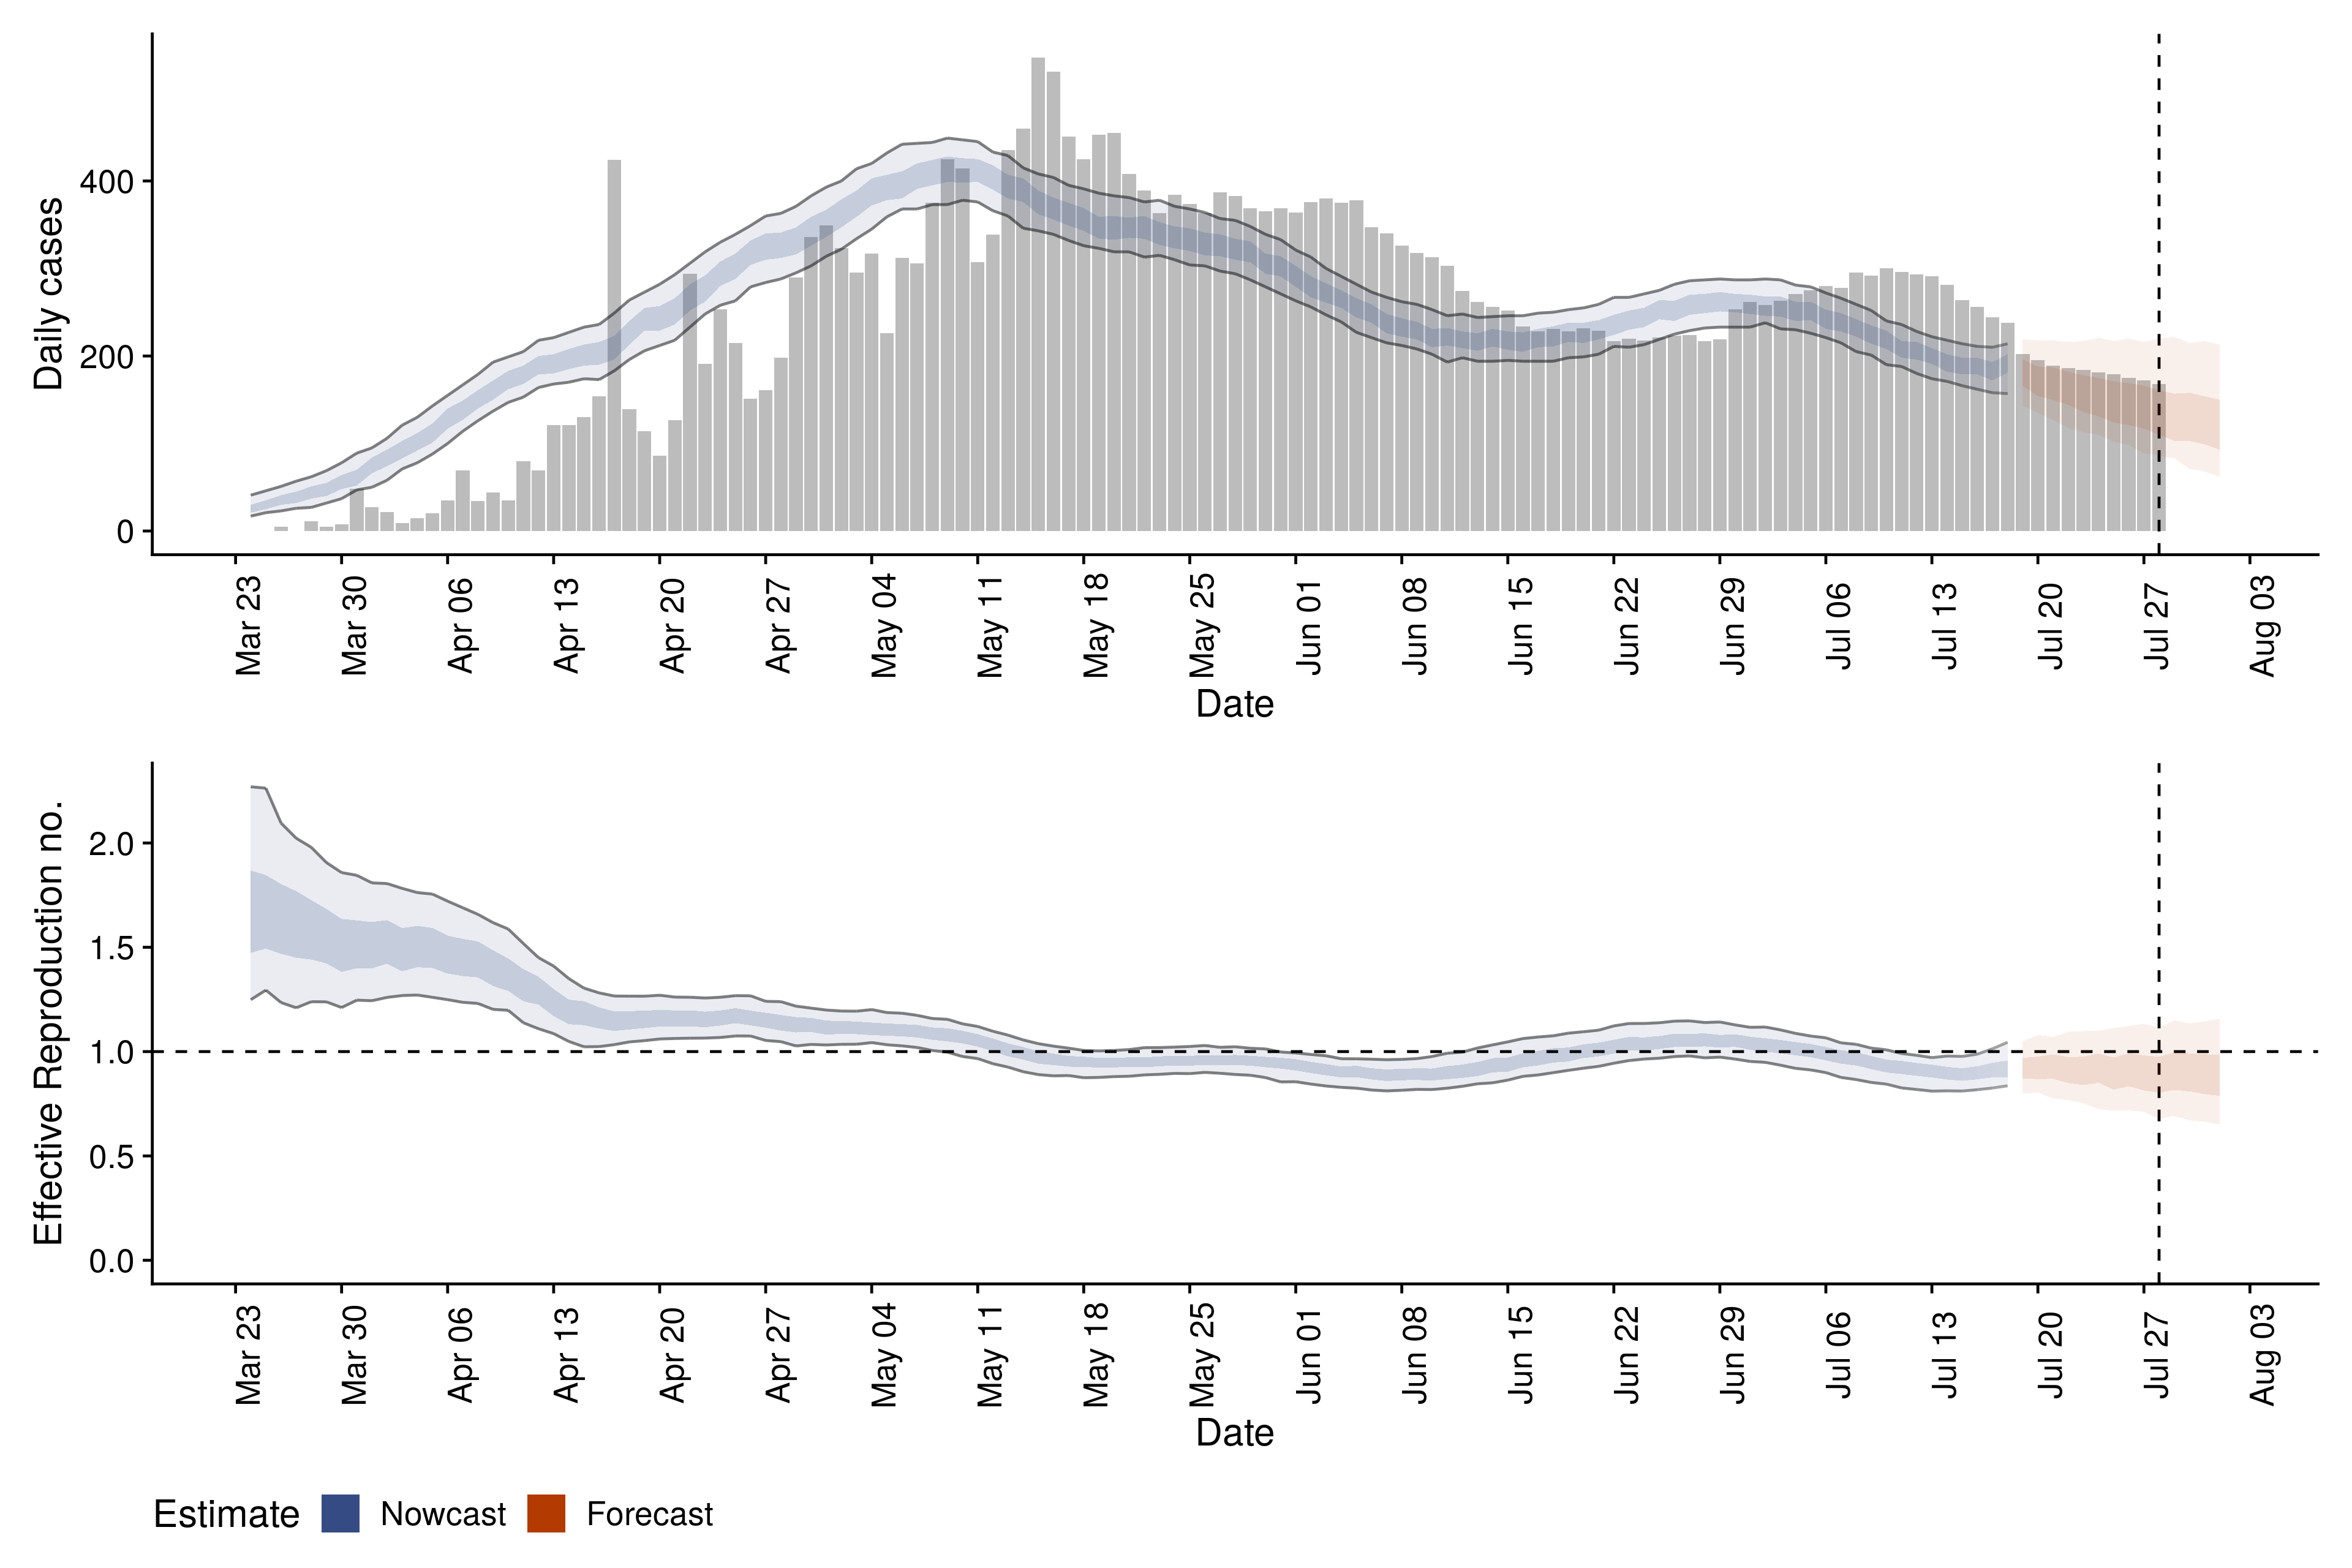 Daily cases
400
200
0
Mar 23
Mar 30
Apr 06
Apr 13
Apr 20
Apr 27
May 04
May 11
May 18
May 25
Jun 01
Jun 08
Jun 15
Jun 22
Jun 29
Jul 06
Jul 13
Jul 20
Jul 27
Aug 03
Date
Effective Reproduction no.
2.0
1.5
1.0
0.5
0.0
Mar 23
Mar 30
Apr 06
Apr 13
Apr 20
Apr 27
May 04
May 11
May 18
May 25
Jun 01
Jun 08
Jun 15
Jun 22
Jun 29
Jul 06
Jul 13
Jul 20
Jul 27
Aug 03
Date
Estimate Nowcast Forecast